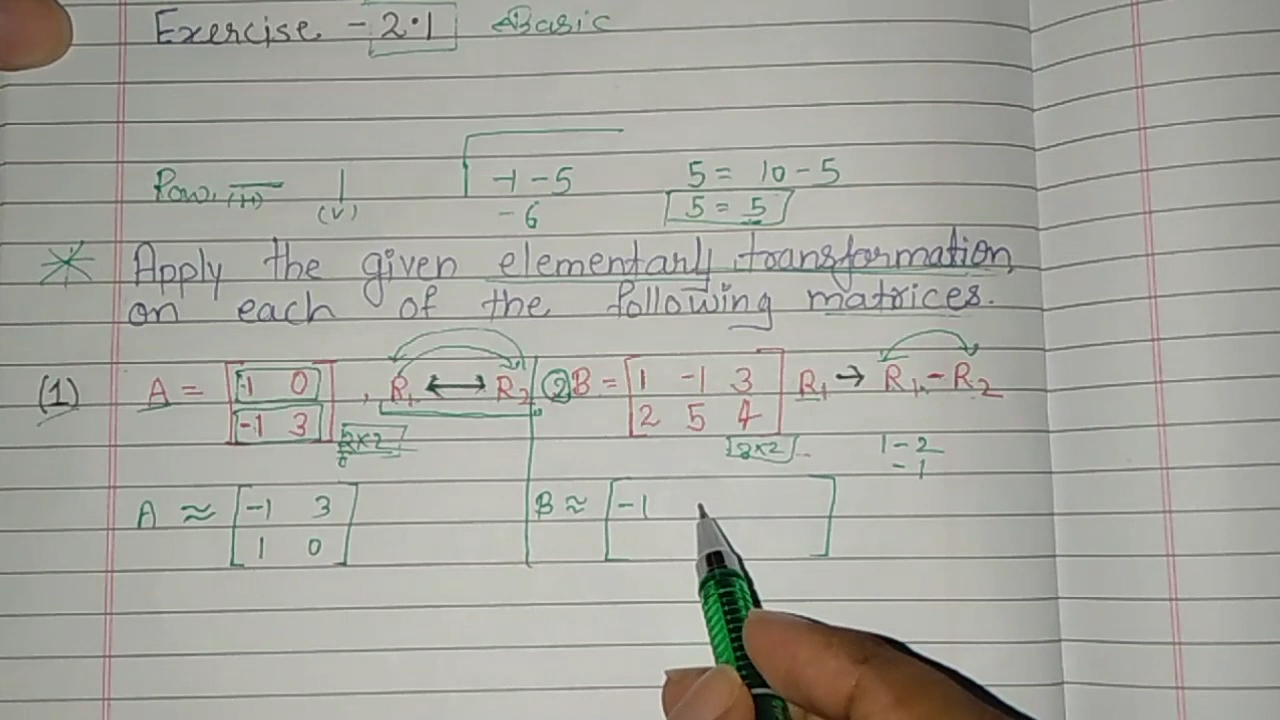 Exercise - 2.1 Basic
Row (H) (V)
-1 - 5
- 6
5 = 10 - 5
5 = 5
Apply the given elementary transformation
on each of the following matrices.
(1) A = [1 0 , R₁ ↔ R₂
-1 3] 2×2
A ≈ [-1 3
1 0]
② B = [1 -1 3 R₁ → R₁ - R₂
2 5 4]
1 - 2
- 1
B ≈ [-1 ]